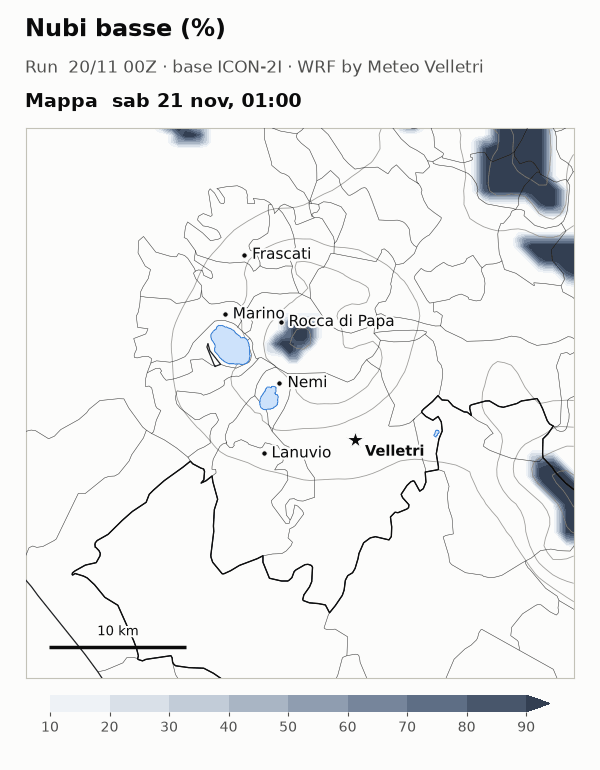 Nubi basse (%)
Run  20/11 00Z · base ICON-2I · WRF by Meteo Velletri
Mappa  sab 21 nov, 01:00
Frascati
Marino
Rocca di Papa
Nemi
Velletri
Lanuvio
10 km
10 20 30 40 50 60 70 80 90